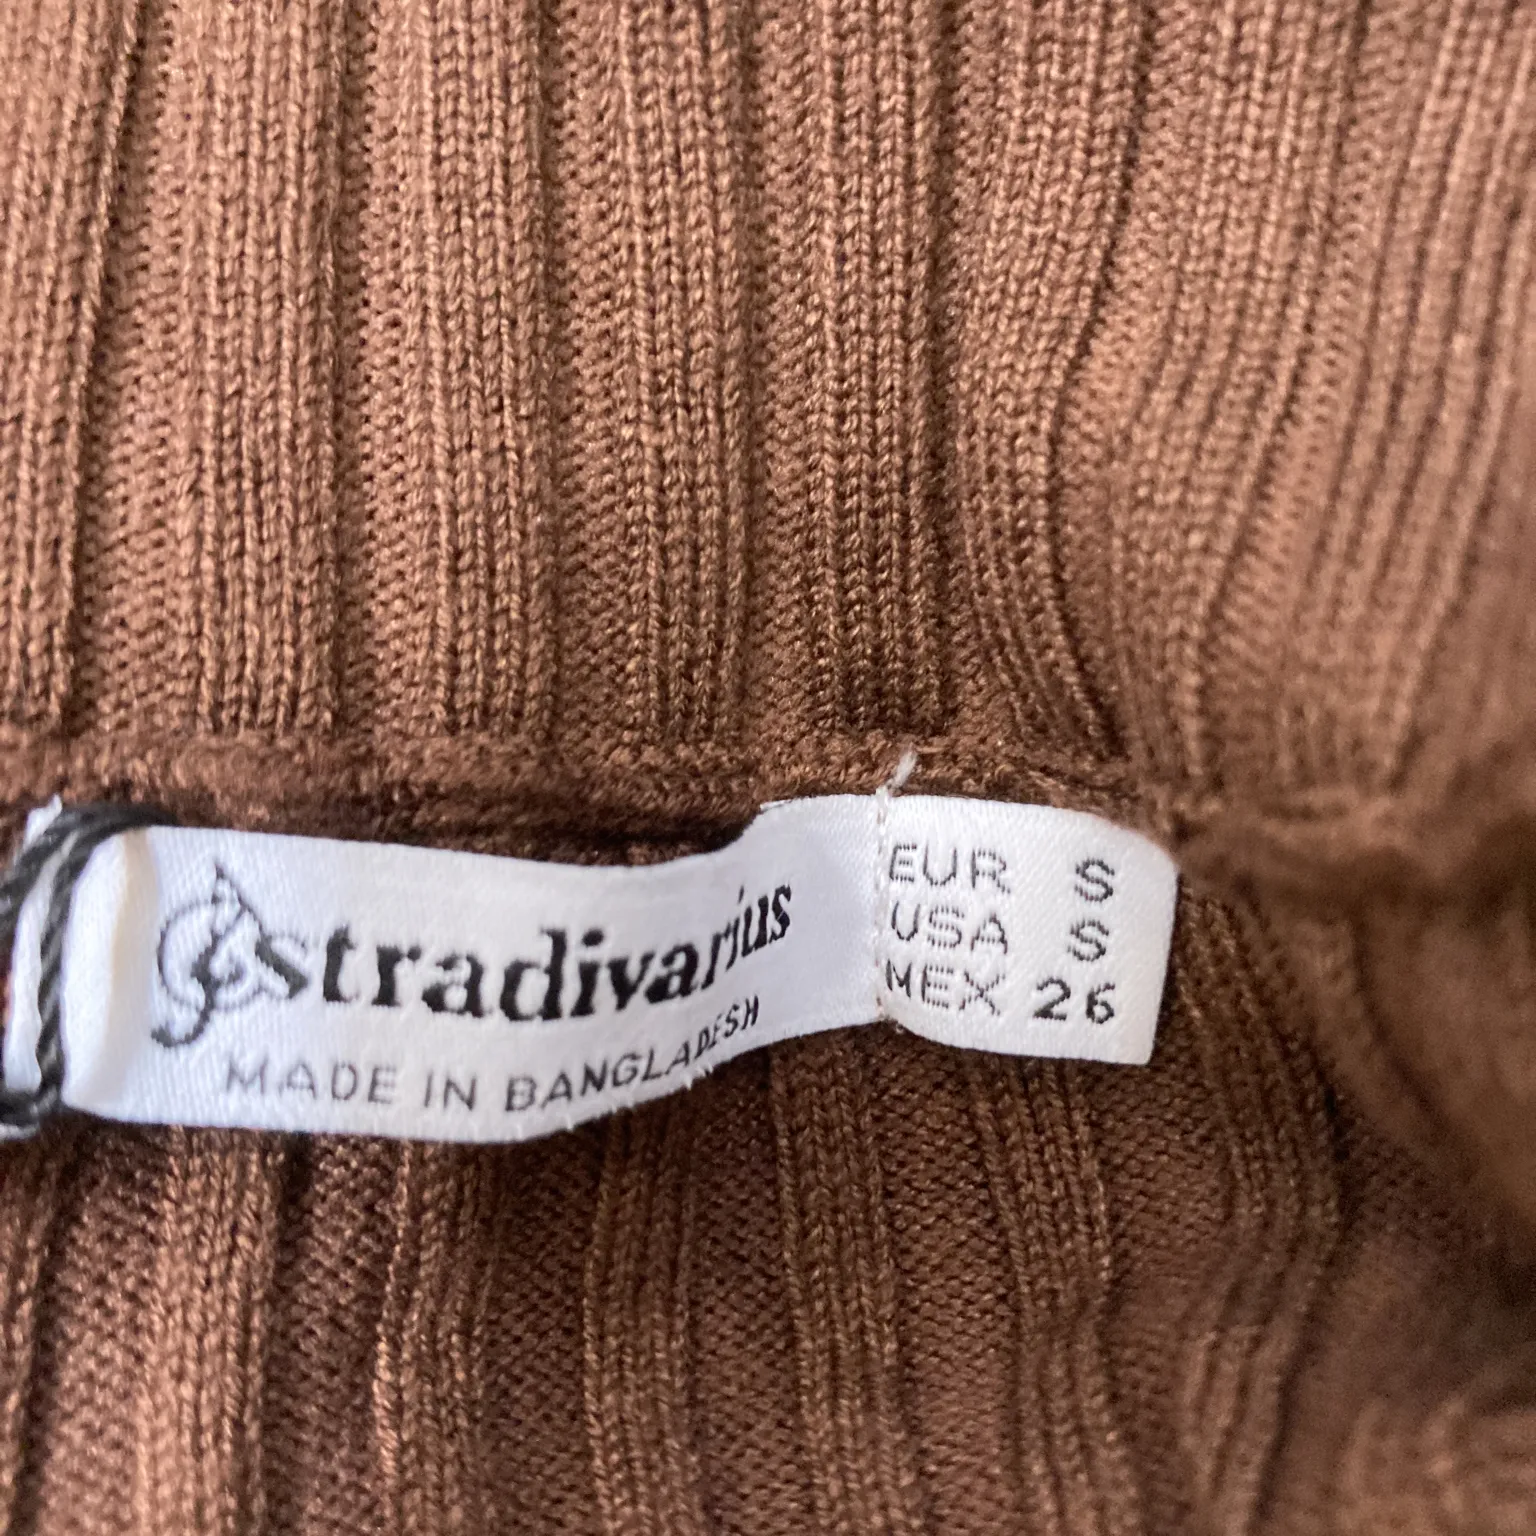 Stradivarius
MADE IN BANGLADESH
EUR S
USA S
MEX 26